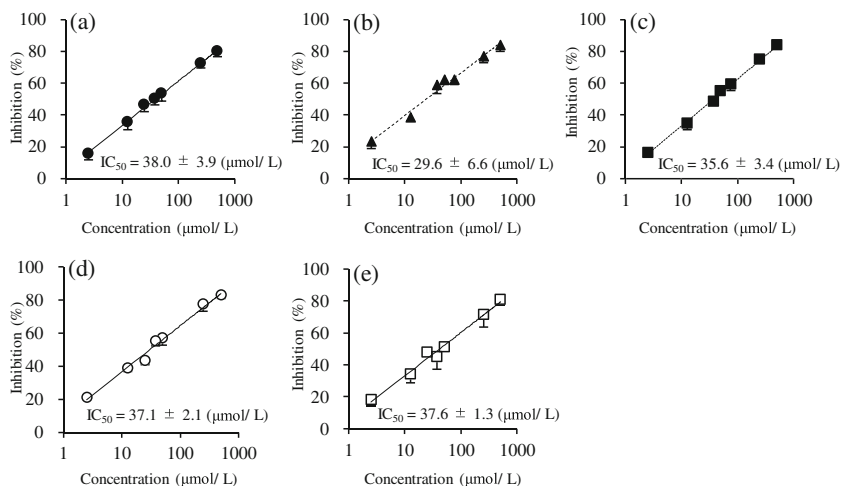 (a)
100
80
60
40
20
0
Inhibition (%)
IC50 = 38.0 ± 3.9 (μmol/ L)
1 10 100 1000
Concentration (μmol/ L)
(b)
100
80
60
40
20
0
Inhibition (%)
IC50 = 29.6 ± 6.6 (μmol/ L)
1 10 100 1000
Concentration (μmol/ L)
(c)
100
80
60
40
20
0
Inhibition (%)
IC50 = 35.6 ± 3.4 (μmol/ L)
1 10 100 1000
Concentration (μmol/ L)
(d)
100
80
60
40
20
0
Inhibition (%)
IC50 = 37.1 ± 2.1 (μmol/ L)
1 10 100 1000
Concentration (μmol/ L)
(e)
100
80
60
40
20
0
Inhibition (%)
IC50 = 37.6 ± 1.3 (μmol/ L)
1 10 100 1000
Concentration (μmol/ L)